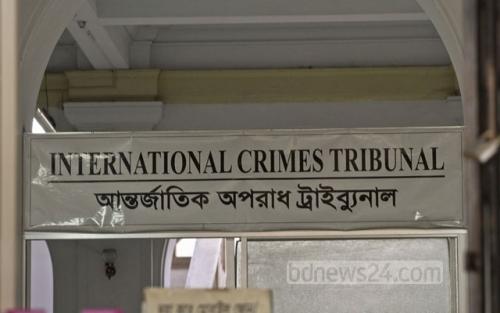 INTERNATIONAL CRIMES TRIBUNAL
আন্তর্জাতিক অপরাধ ট্রাইব্যুনাল
bdnews24.com